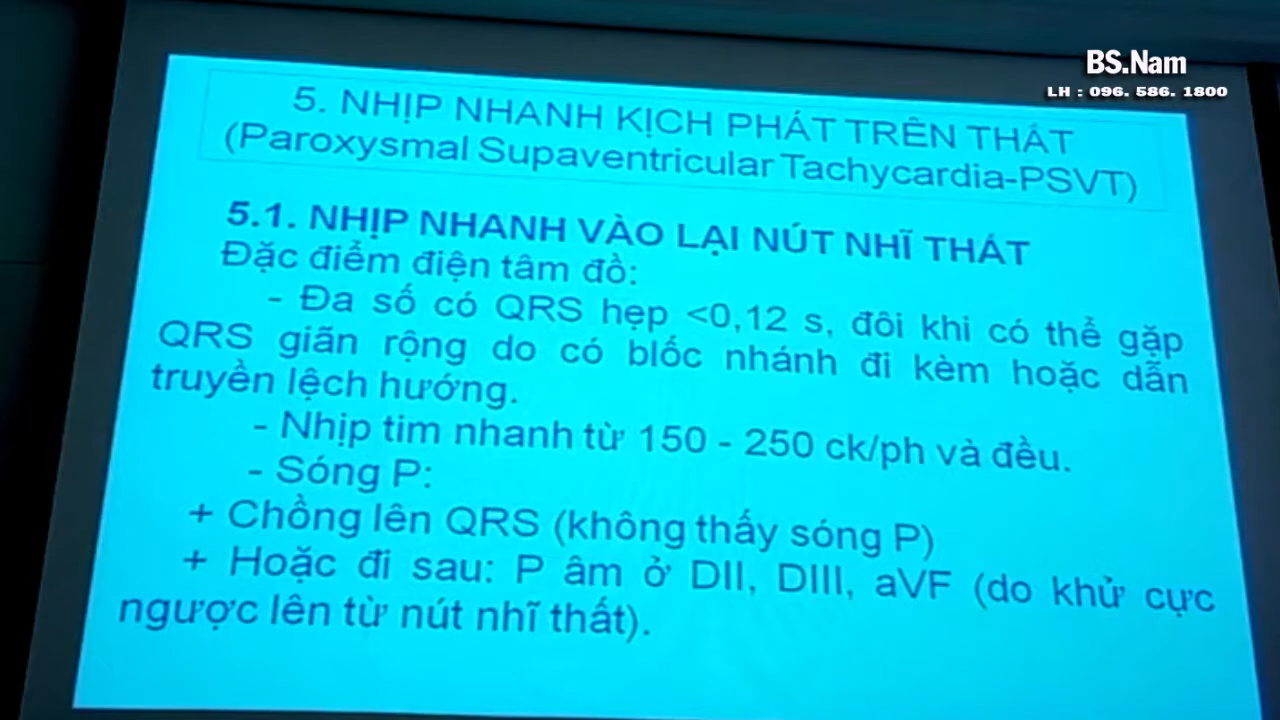 BS.Nam
LH : 096. 586. 1800
5. NHỊP NHANH KỊCH PHÁT TRÊN THẤT
(Paroxysmal Supaventricular Tachycardia-PSVT)
5.1. NHỊP NHANH VÀO LẠI NÚT NHĨ THẤT
Đặc điểm điện tâm đồ:
- Đa số có QRS hẹp <0,12 s, đôi khi có thể gặp
QRS giãn rộng do có blốc nhánh đi kèm hoặc dẫn
truyền lệch hướng.
- Nhịp tim nhanh từ 150 - 250 ck/ph và đều.
- Sóng P:
+ Chồng lên QRS (không thấy sóng P)
+ Hoặc đi sau: P âm ở DII, DIII, aVF (do khử cực
ngược lên từ nút nhĩ thất).